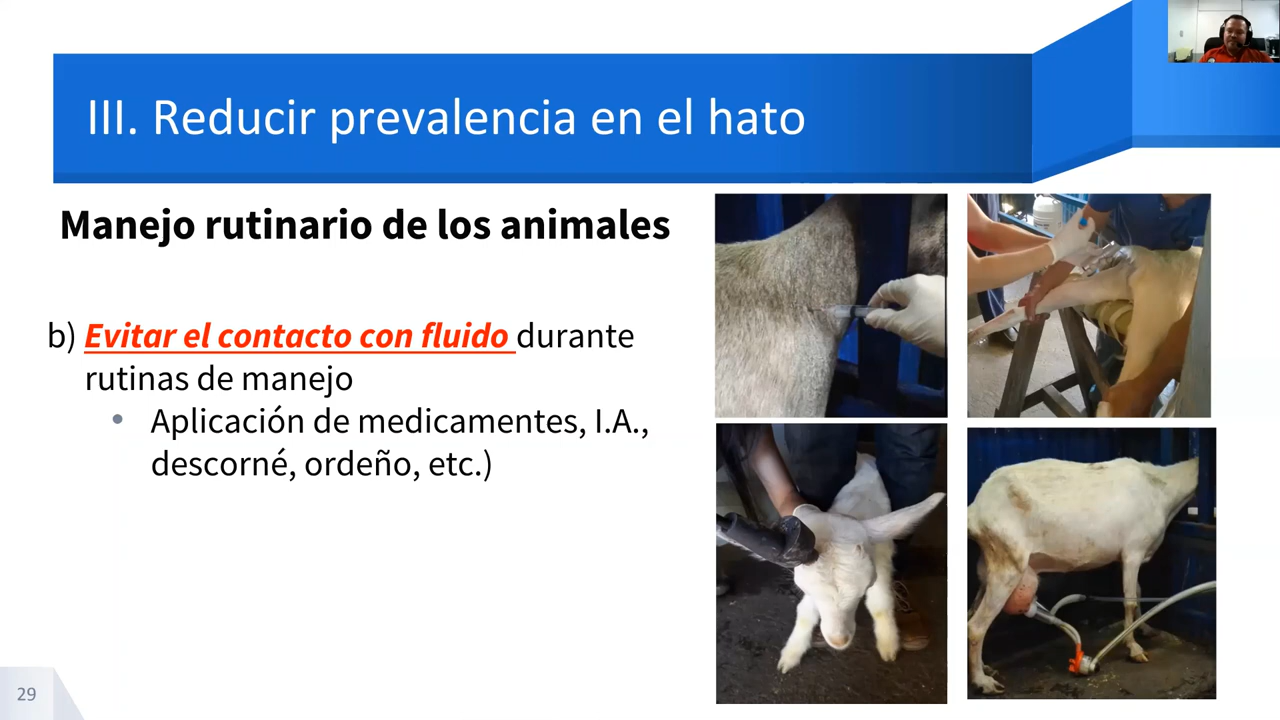 III. Reducir prevalencia en el hato
Manejo rutinario de los animales
b) Evitar el contacto con fluido durante
rutinas de manejo
• Aplicación de medicamentes, I.A.,
descorné, ordeño, etc.)
29